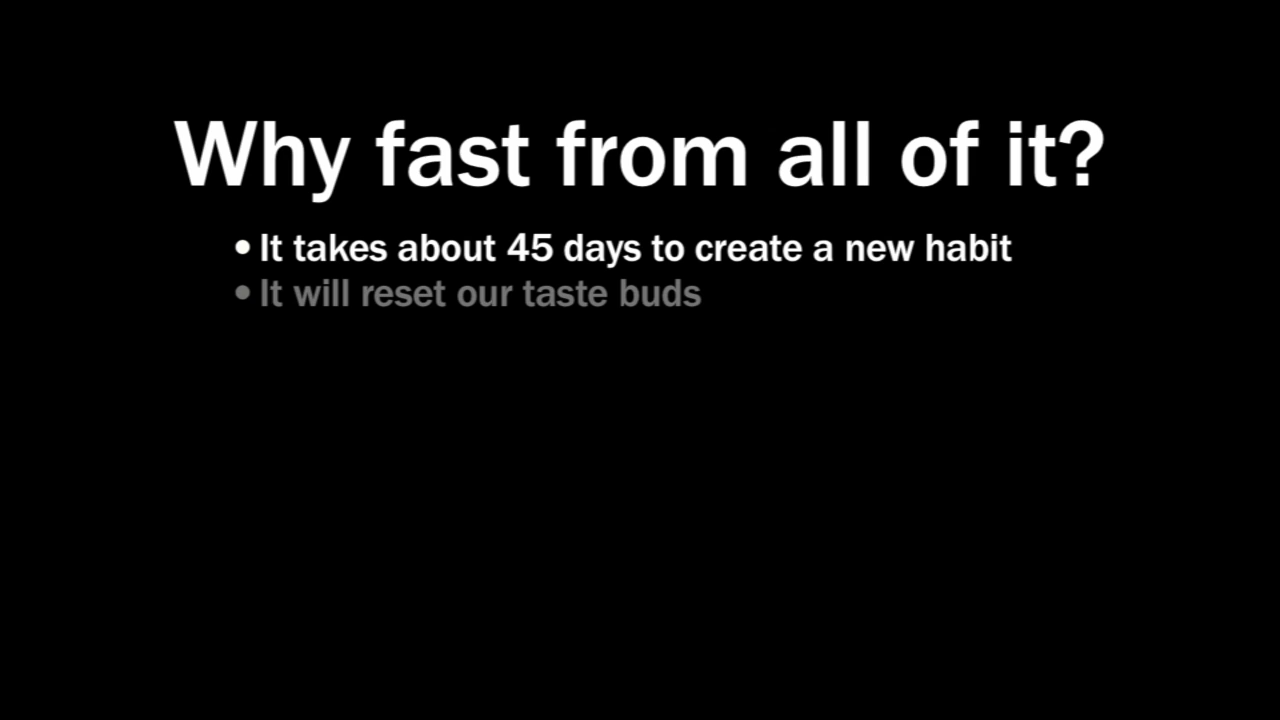 Why fast from all of it?
• It takes about 45 days to create a new habit
• It will reset our taste buds